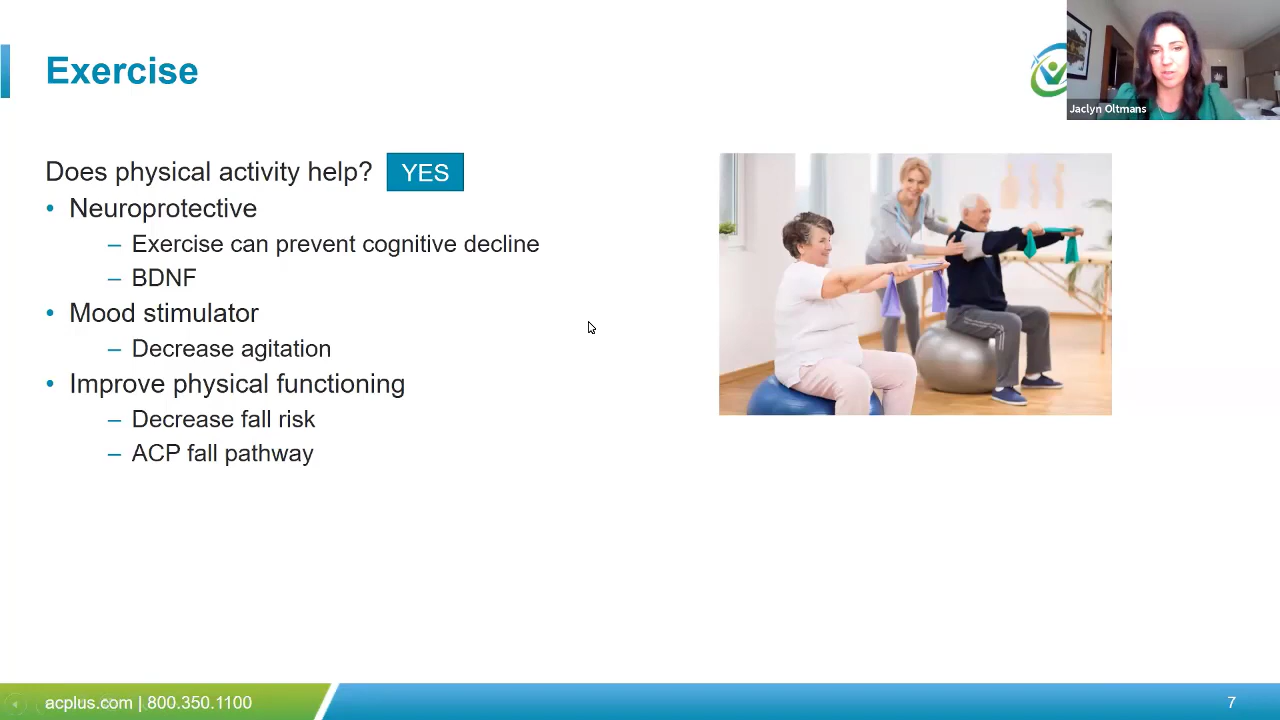 Exercise
Jaclyn Oltmans
Does physical activity help? YES
• Neuroprotective
– Exercise can prevent cognitive decline
– BDNF
• Mood stimulator
– Decrease agitation
• Improve physical functioning
– Decrease fall risk
– ACP fall pathway
acplus.com | 800.350.1100
7